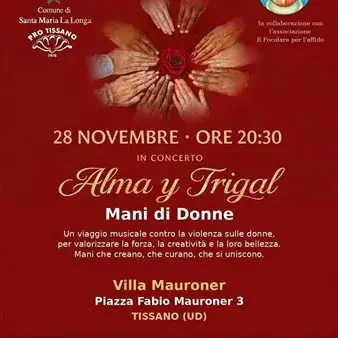 Comune di
Santa Maria La Longa
PRO TISSANO
In collaborazione con
l'associazione
Il Focolare per l'affido
28 NOVEMBRE · ORE 20:30
IN CONCERTO
Alma y Trigal
Mani di Donne
Un viaggio musicale contro la violenza sulle donne,
per valorizzare la forza, la creatività e la loro bellezza.
Mani che creano, che curano, che si uniscono.
Villa Mauroner
Piazza Fabio Mauroner 3
TISSANO (UD)